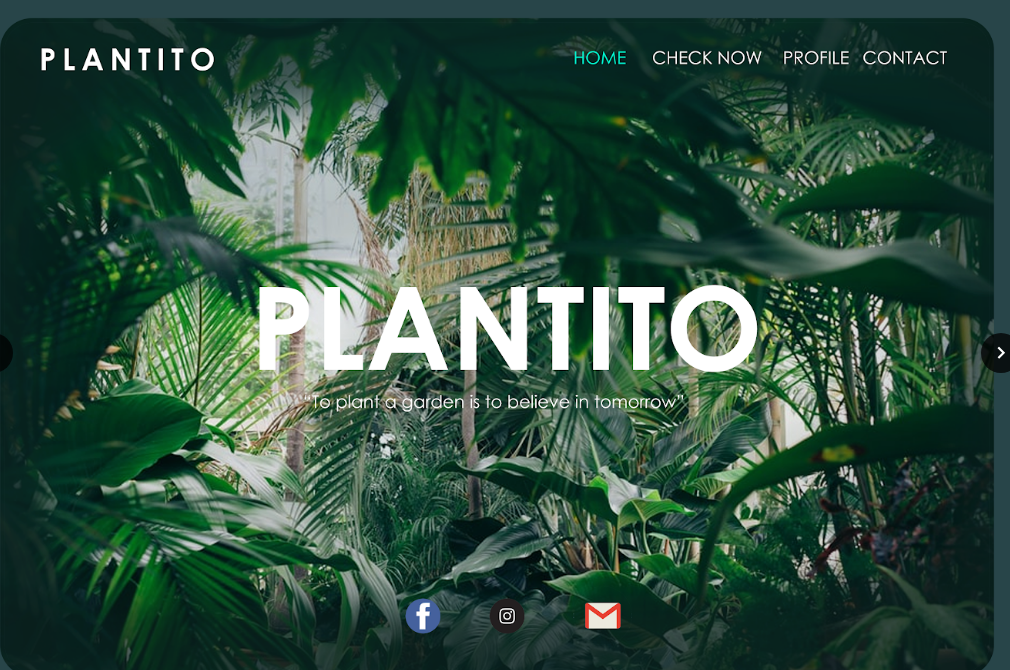 PLANTITO
HOME CHECK NOW PROFILE CONTACT
PLANTITO
“To plant a garden is to believe in tomorrow”